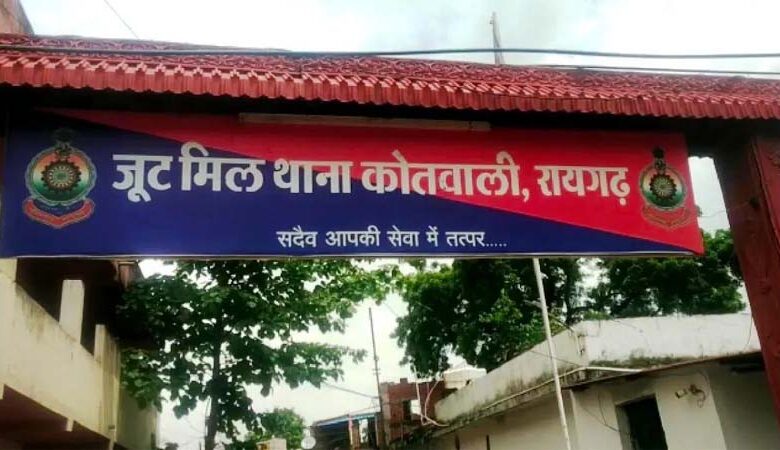 जूट मिल थाना कोतवाली, रायगढ़
सदैव आपकी सेवा में तत्पर.....